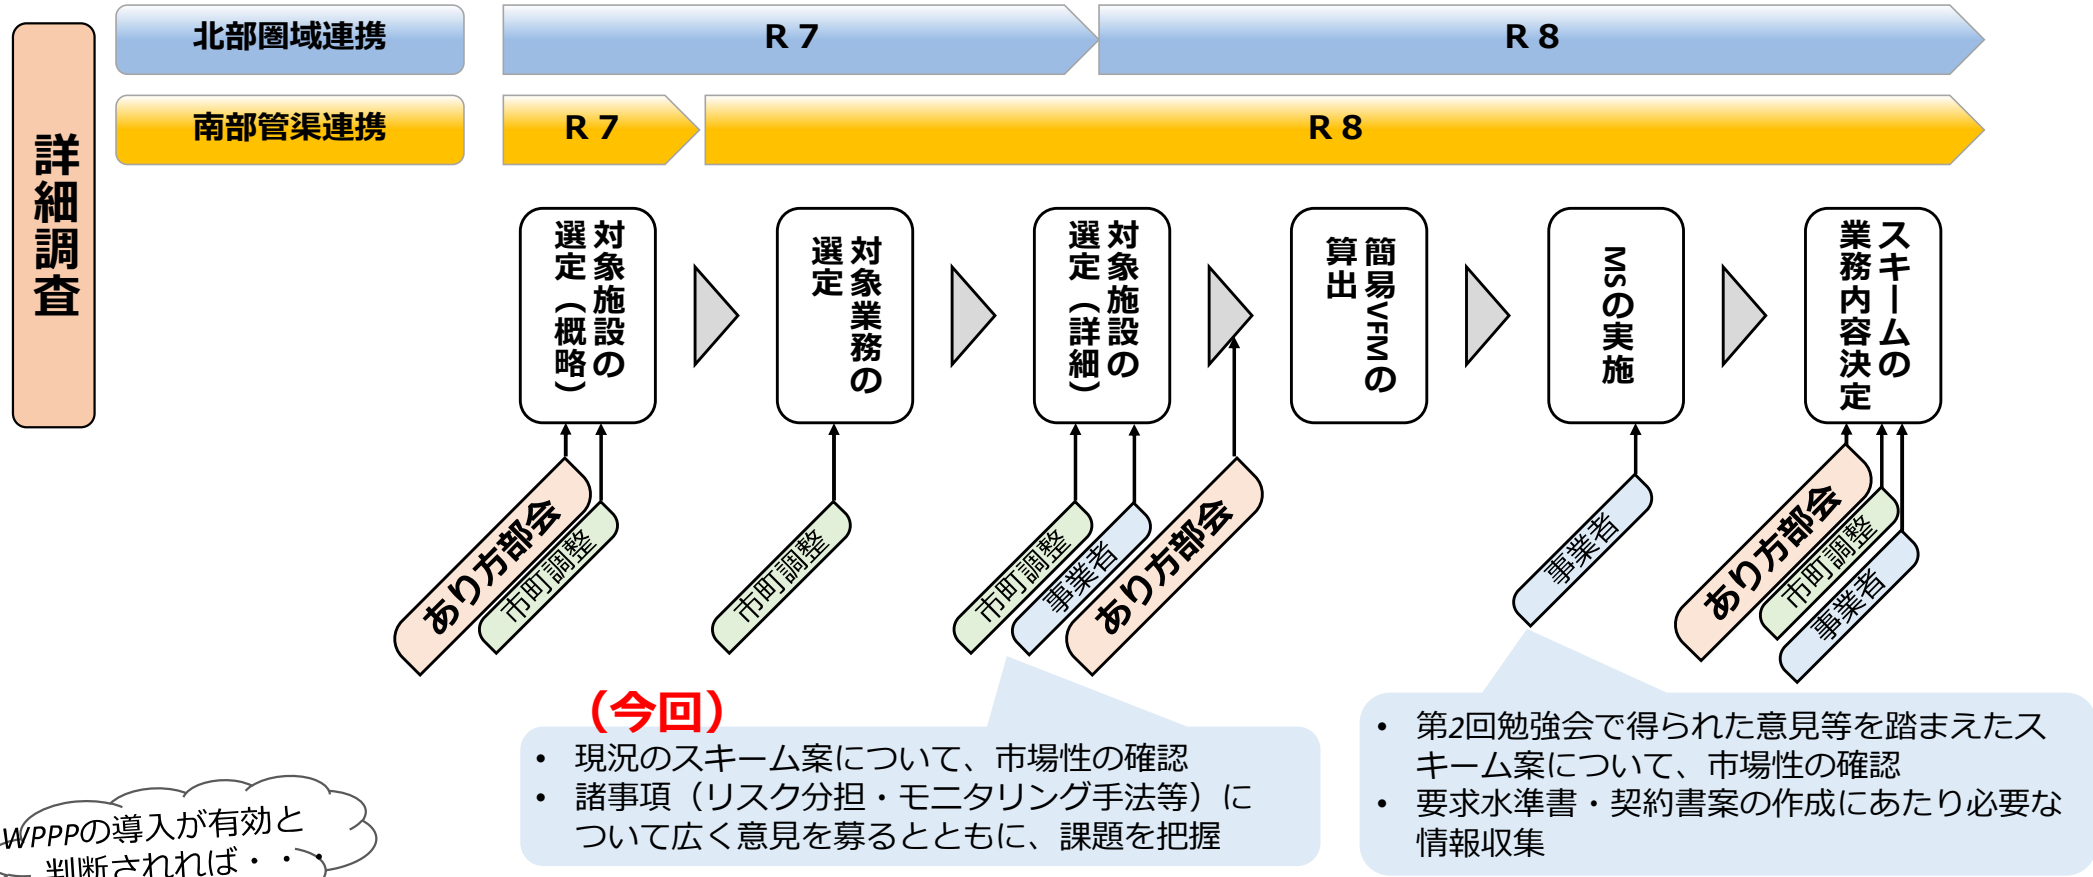 詳細調査
北部圏域連携
R７
R８
南部管渠連携
R７
R８
対象施設の
選定（概略）
対象業務の
選定
対象施設の
選定（詳細）
簡易VFMの
算出
MSの実施
スキームの
業務内容決定
あり方部会
市町調整
市町調整
市町調整
事業者
あり方部会
事業者
あり方部会
市町調整
事業者
（今回）
• 現況のスキーム案について、市場性の確認
• 諸事項（リスク分担・モニタリング手法等）に
ついて広く意見を募るとともに、課題を把握
• 第2回勉強会で得られた意見等を踏まえたス
キーム案について、市場性の確認
• 要求水準書・契約書案の作成にあたり必要な
情報収集
WPPPの導入が有効と
判断されれば・・・